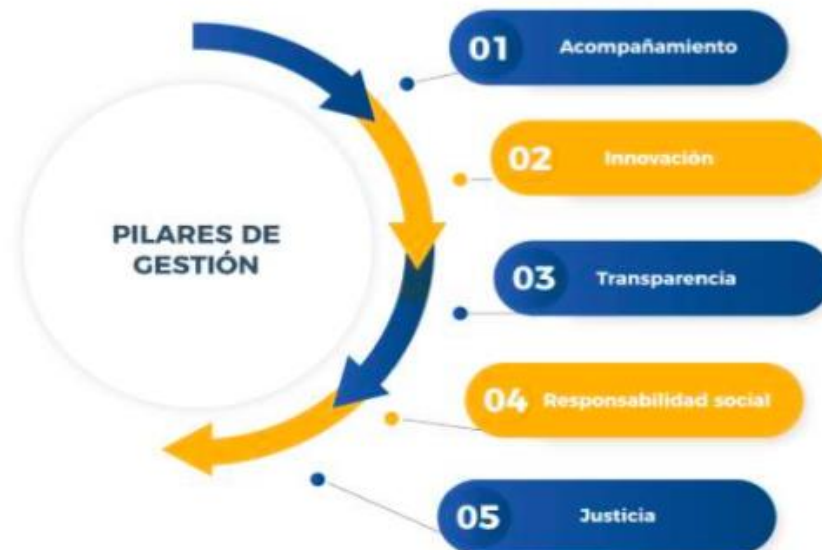 PILARES DE
GESTIÓN
01 Acompañamiento
02 Innovación
03 Transparencia
04 Responsabilidad social
05 Justicia